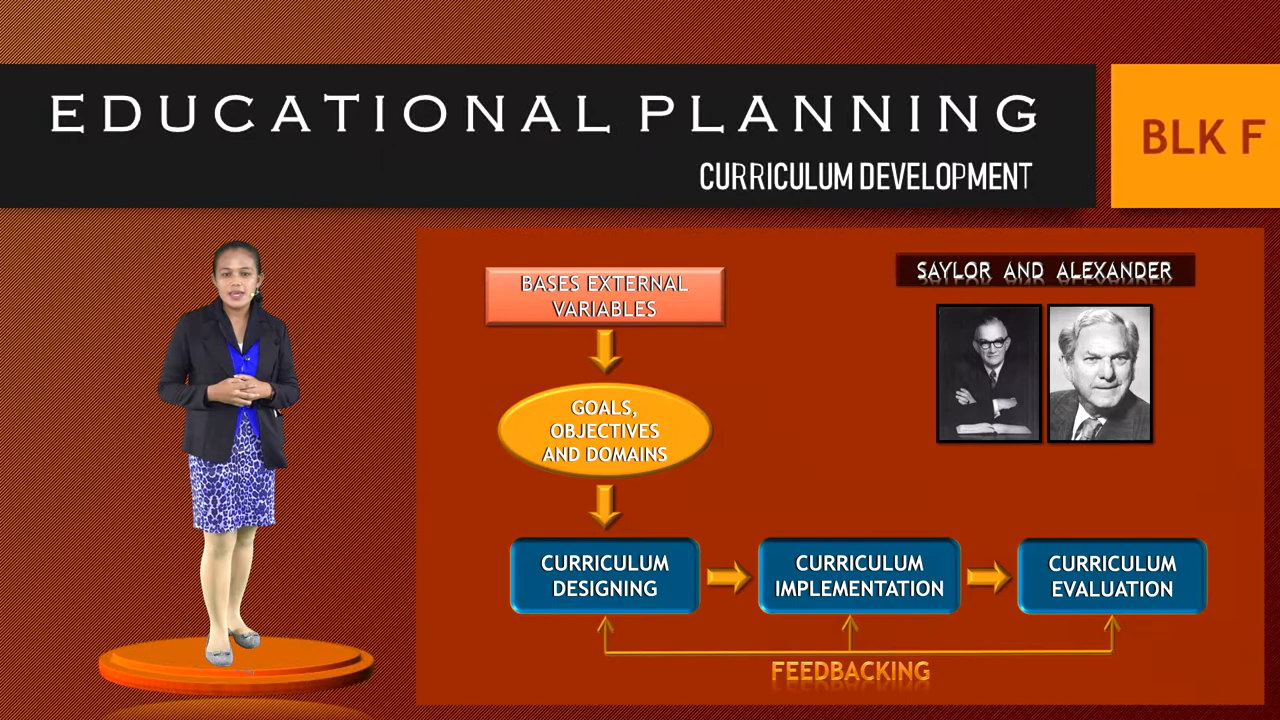 EDUCATIONAL PLANNING
CURRICULUM DEVELOPMENT
BLK F
SAYLOR AND ALEXANDER
BASES EXTERNAL
VARIABLES
GOALS,
OBJECTIVES
AND DOMAINS
CURRICULUM
DESIGNING
CURRICULUM
IMPLEMENTATION
CURRICULUM
EVALUATION
FEEDBACKING